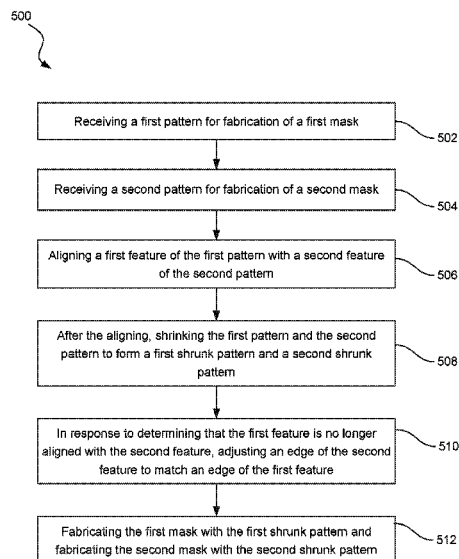 500
Receiving a first pattern for fabrication of a first mask
502
Receiving a second pattern for fabrication of a second mask
504
Aligning a first feature of the first pattern with a second feature
of the second pattern
506
After the aligning, shrinking the first pattern and the second
pattern to form a first shrunk pattern and a second shrunk
pattern
508
In response to determining that the first feature is no longer
aligned with the second feature, adjusting an edge of the second
feature to match an edge of the first feature
510
Fabricating the first mask with the first shrunk pattern and
fabricating the second mask with the second shrunk pattern
512